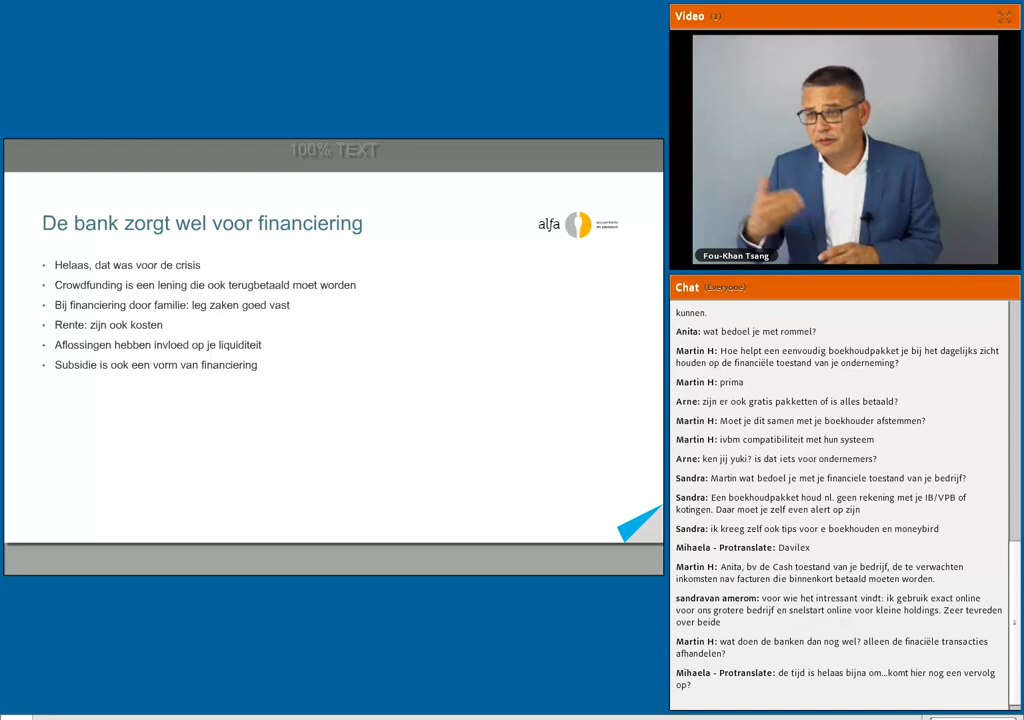 100% TEXT
De bank zorgt wel voor financiering
alfa
accountants
en adviseurs
• Helaas, dat was voor de crisis
• Crowdfunding is een lening die ook terugbetaald moet worden
• Bij financiering door familie: leg zaken goed vast
• Rente: zijn ook kosten
• Aflossingen hebben invloed op je liquiditeit
• Subsidie is ook een vorm van financiering
Video (1)
Fou-Khan Tsang
Chat (Everyone)
kunnen.
Anita: wat bedoel je met rommel?
Martin H: Hoe helpt een eenvoudig boekhoudpakket je bij het dagelijks zicht
houden op de financiële toestand van je onderneming?
Martin H: prima
Arne: zijn er ook gratis pakketten of is alles betaald?
Martin H: Moet je dit samen met je boekhouder afstemmen?
Martin H: ivbm compatibiliteit met hun systeem
Arne: ken jij yuki? is dat iets voor ondernemers?
Sandra: Martin wat bedoel je met je financiele toestand van je bedrijf?
Sandra: Een boekhoudpakket houd nl. geen rekening met je IB/VPB of
kotingen. Daar moet je zelf even alert op zijn
Sandra: ik kreeg zelf ook tips voor e boekhouden en moneybird
Mihaela - Protranslate: Davilex
Martin H: Anita, bv de Cash toestand van je bedrijf, de te verwachten
inkomsten nav facturen die binnenkort betaald moeten worden.
sandravan amerom: voor wie het intressant vindt: ik gebruik exact online
voor ons grotere bedrijf en snelstart online voor kleine holdings. Zeer tevreden
over beide
Martin H: wat doen de banken dan nog wel? alleen de finaciële transacties
afhandelen?
Mihaela - Protranslate: de tijd is helaas bijna om...komt hier nog een vervolg
op?